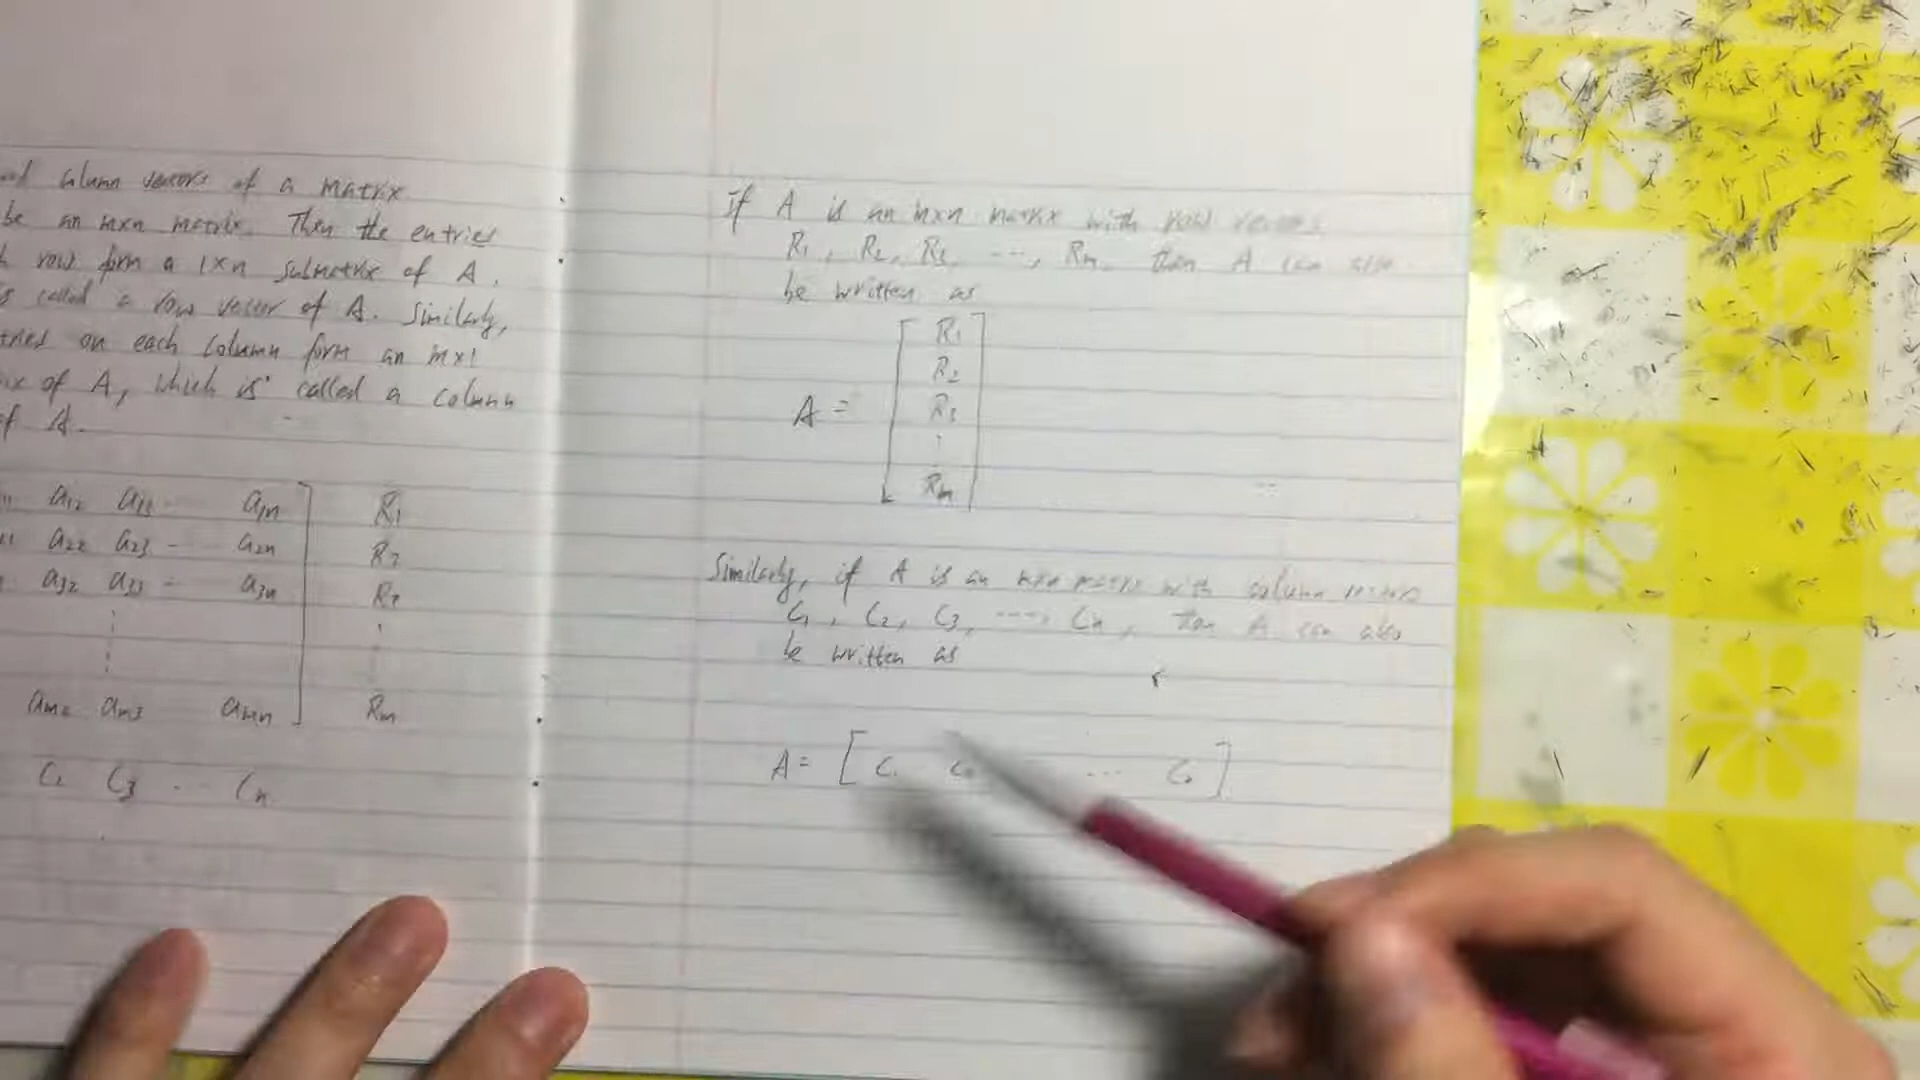 and column vectors of a matrix
be an mxn matrix. Then the entries
row form a 1xn submatrix of A.
called a row vector of A. Similarly,
on each column form an mx1
of A, which is called a column
of A.
a12 a13 - a1n R1
a22 a23 - .. a2n R2
a32 a33 - a3n R3
am2 am3 amn Rm
C2 C3 ... Cn
If A is an mxn matrix with row vectors
R1, R2, R3, ..., Rm, then A can also
be written as
R1
R2
A = R3
⋮
Rm
Similarly, if A is an mxn matrix with column vectors
C1, C2, C3, ..., Cn, then A can also
be written as
A = [ C1 C2 ... Cn ]